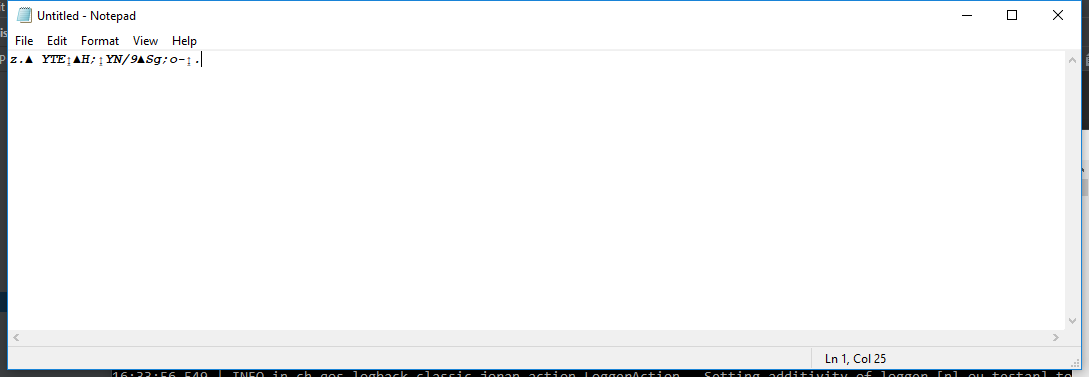 Untitled - Notepad
File Edit Format View Help
z.▲ YTE↨▲H;↨YN/9▲Sg;o-↨.
Ln 1, Col 25
16:33:56,549 | INFO in ch.qos.logback.classic.joran.action.LoggerAction - Setting additivity of logger [nl.ou.testar] to